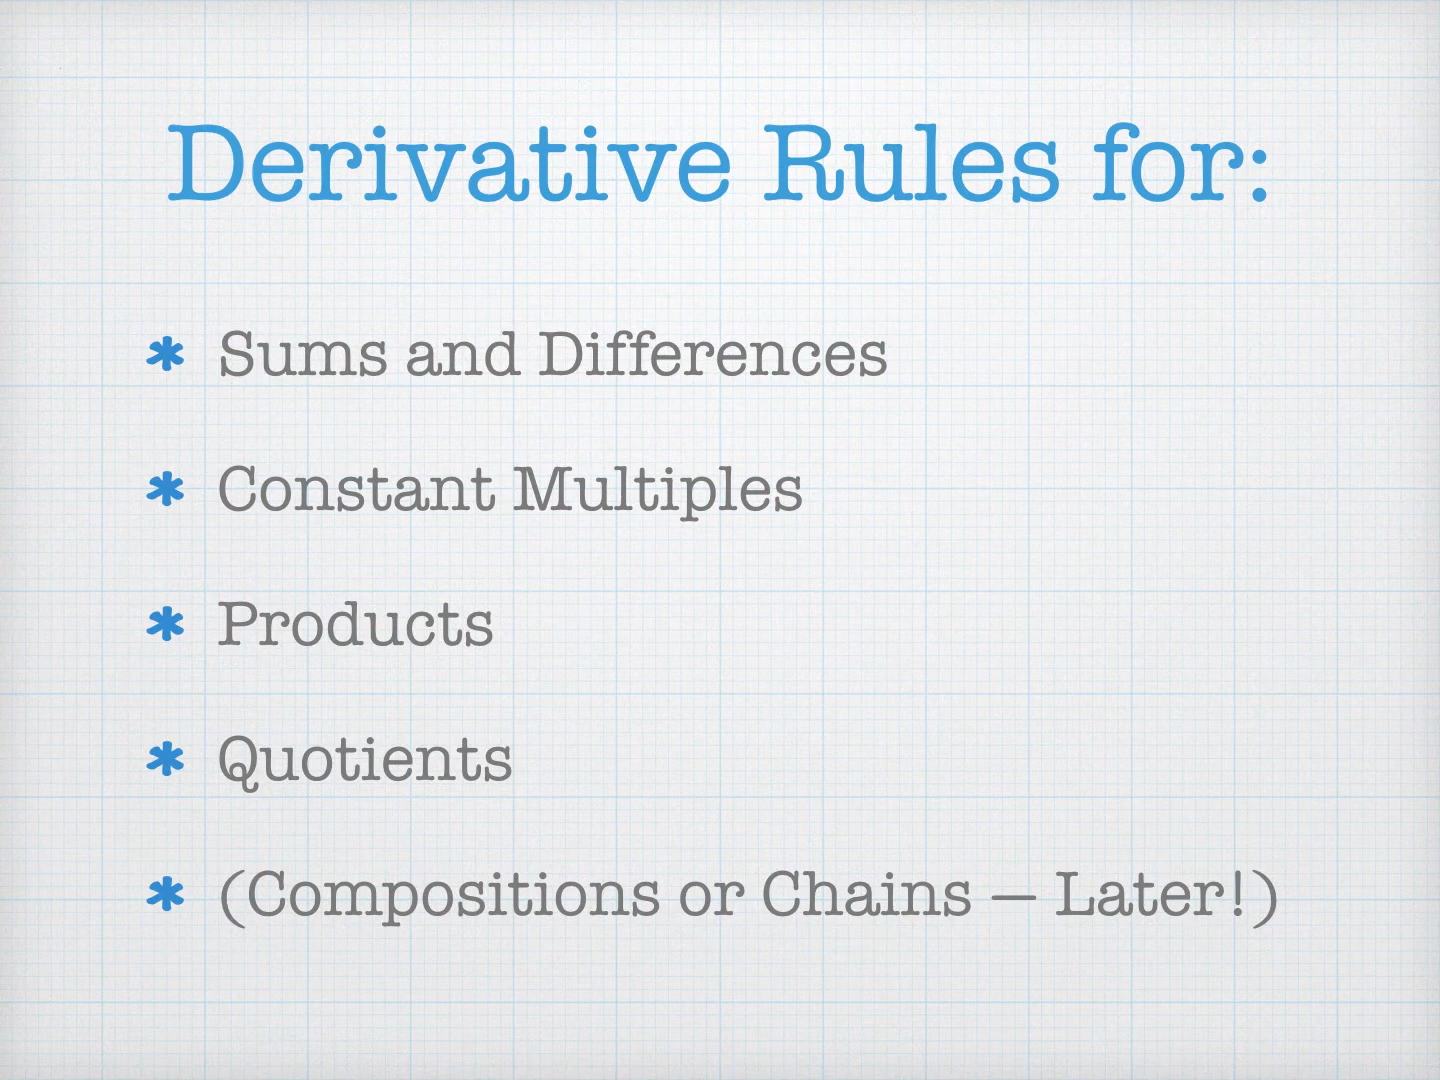 Derivative Rules for:
* Sums and Differences
* Constant Multiples
* Products
* Quotients
* (Compositions or Chains — Later!)